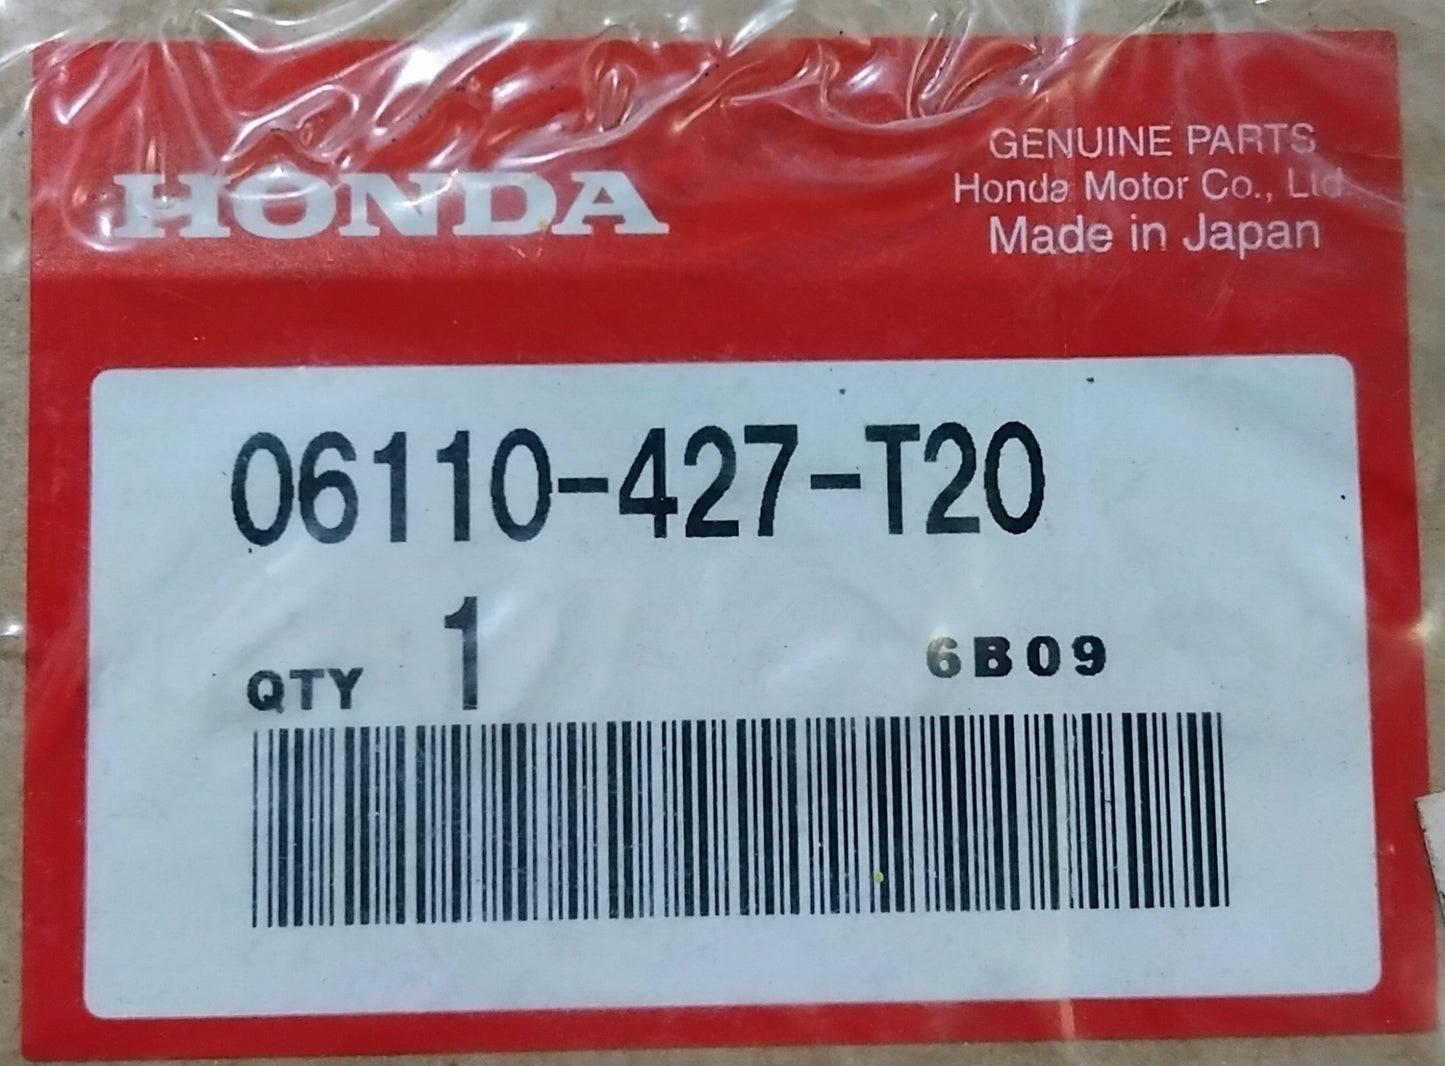 HONDA
GENUINE PARTS
Honda Motor Co., Ltd.
Made in Japan
06110-427-T20
QTY 1
6B09